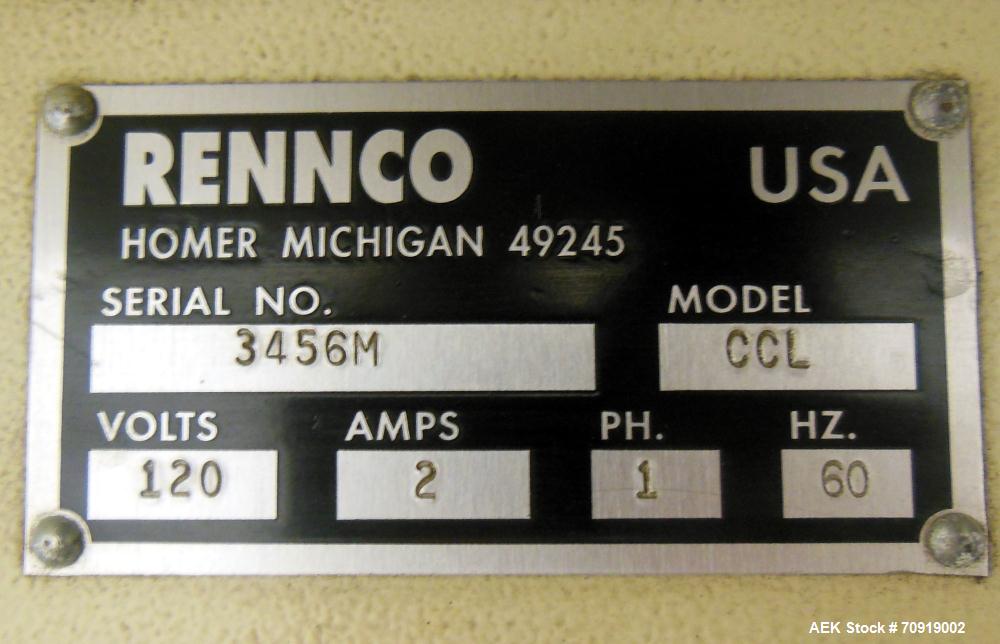 RENNCO USA
HOMER MICHIGAN 49245
SERIAL NO. MODEL
3456M CCL
VOLTS AMPS PH. HZ.
120 2 1 60
AEK Stock # 70919002